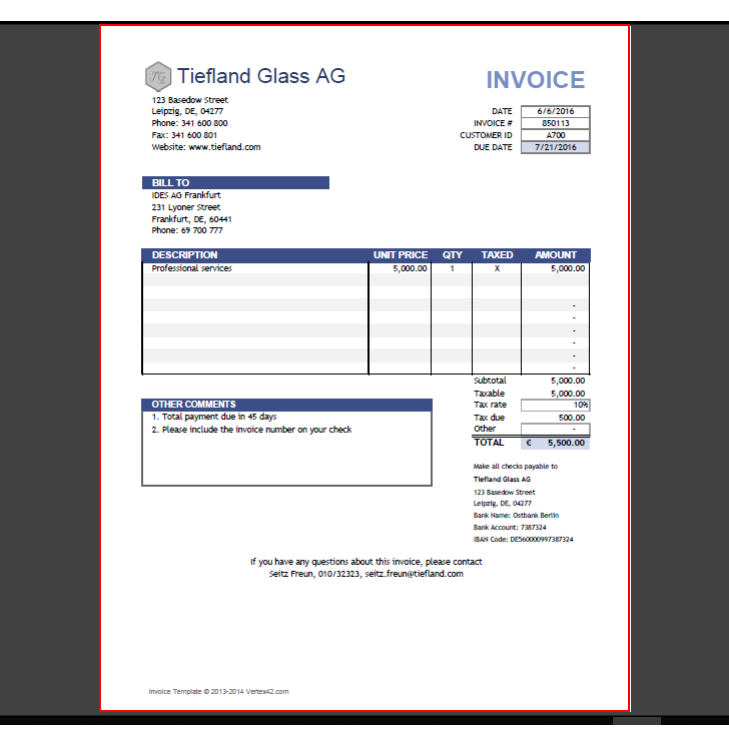 TG Tiefland Glass AG
INVOICE
123 Basedow Street
Leipzig, DE, 04277
Phone: 341 600 800
Fax: 341 600 801
Website: www.tiefland.com
DATE 6/6/2016
INVOICE # 850113
CUSTOMER ID A700
DUE DATE 7/21/2016
BILL TO
IDES AG Frankfurt
231 Lyoner Street
Frankfurt, DE, 60441
Phone: 69 700 777
DESCRIPTION UNIT PRICE QTY TAXED AMOUNT
Professional services 5,000.00 1 X 5,000.00
-
-
-
-
-
-
Subtotal 5,000.00
Taxable 5,000.00
Tax rate 10%
Tax due 500.00
Other -
TOTAL € 5,500.00
OTHER COMMENTS
1. Total payment due in 45 days
2. Please include the invoice number on your check
Make all checks payable to
Tiefland Glass AG
123 Basedow Street
Leipzig, DE, 04277
Bank Name: Ostbank Berlin
Bank Account: 7387324
IBAN Code: DE560000997387324
If you have any questions about this invoice, please contact
Seitz Freun, 010/32323, seitz.freun@tiefland.com
Invoice Template © 2013-2014 Vertex42.com